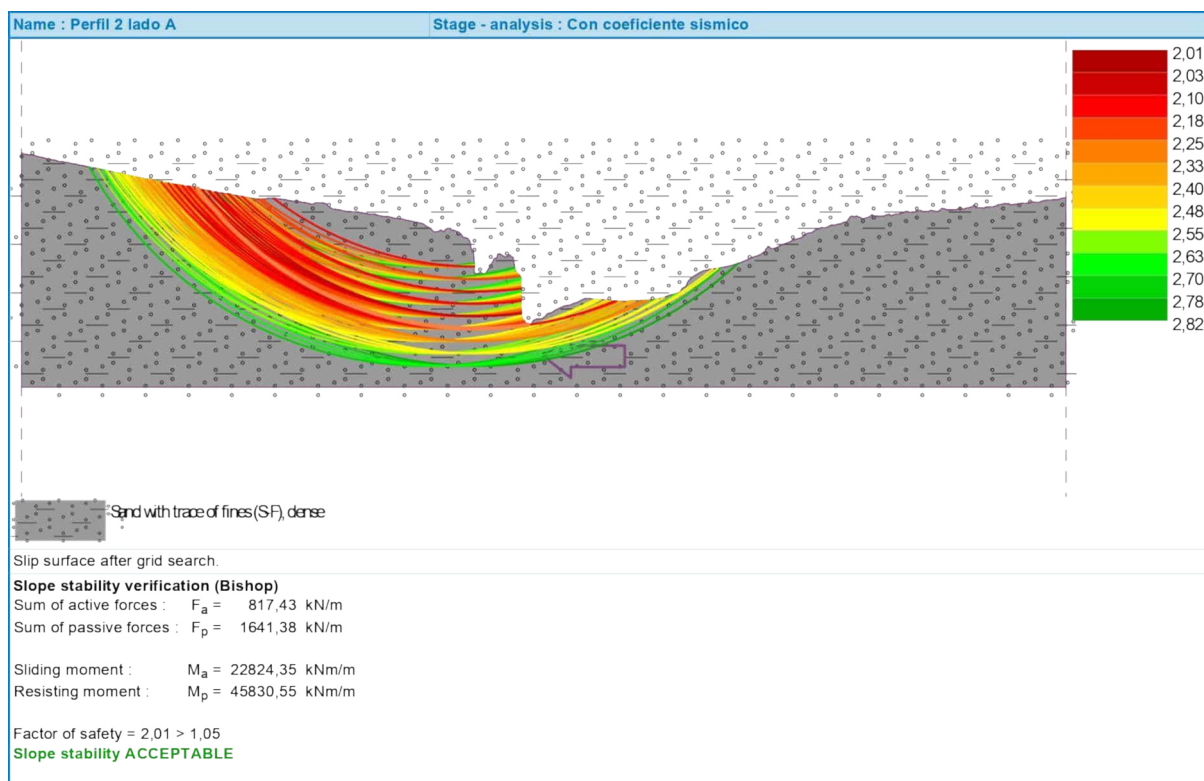 Name : Perfil 2 lado A
Stage - analysis : Con coeficiente sismico
2,01
2,03
2,10
2,18
2,25
2,33
2,40
2,48
2,55
2,63
2,70
2,78
2,82
Sand with trace of fines (S-F), dense
Slip surface after grid search.
Slope stability verification (Bishop)
Sum of active forces : Fa = 817,43 kN/m
Sum of passive forces : Fp = 1641,38 kN/m
Sliding moment : Ma = 22824,35 kNm/m
Resisting moment : Mp = 45830,55 kNm/m
Factor of safety = 2,01 > 1,05
Slope stability ACCEPTABLE